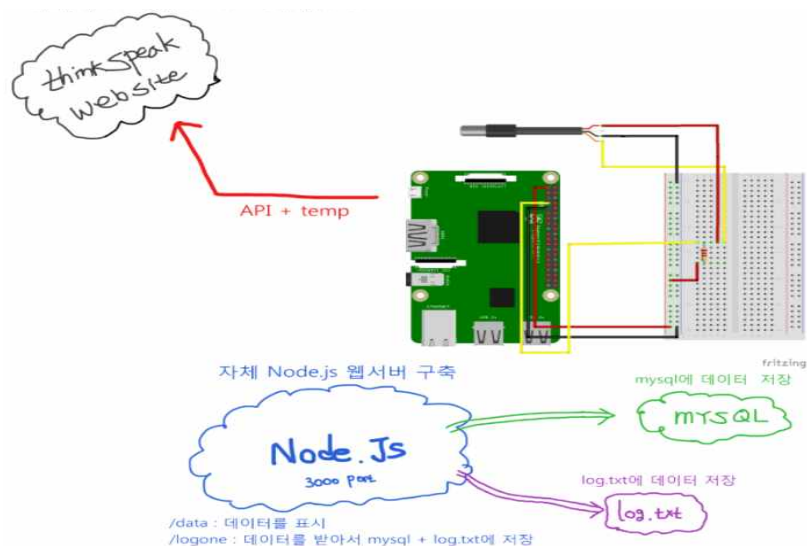 thinkspeak
website
API + temp
fritzing
자체 Node.js 웹서버 구축
mysql에 데이터 저장
MYSQL
Node.Js
3000 port
log.txt에 데이터 저장
log.txt
/data : 데이터를 표시
/logone : 데이터를 받아서 mysql + log.txt에 저장